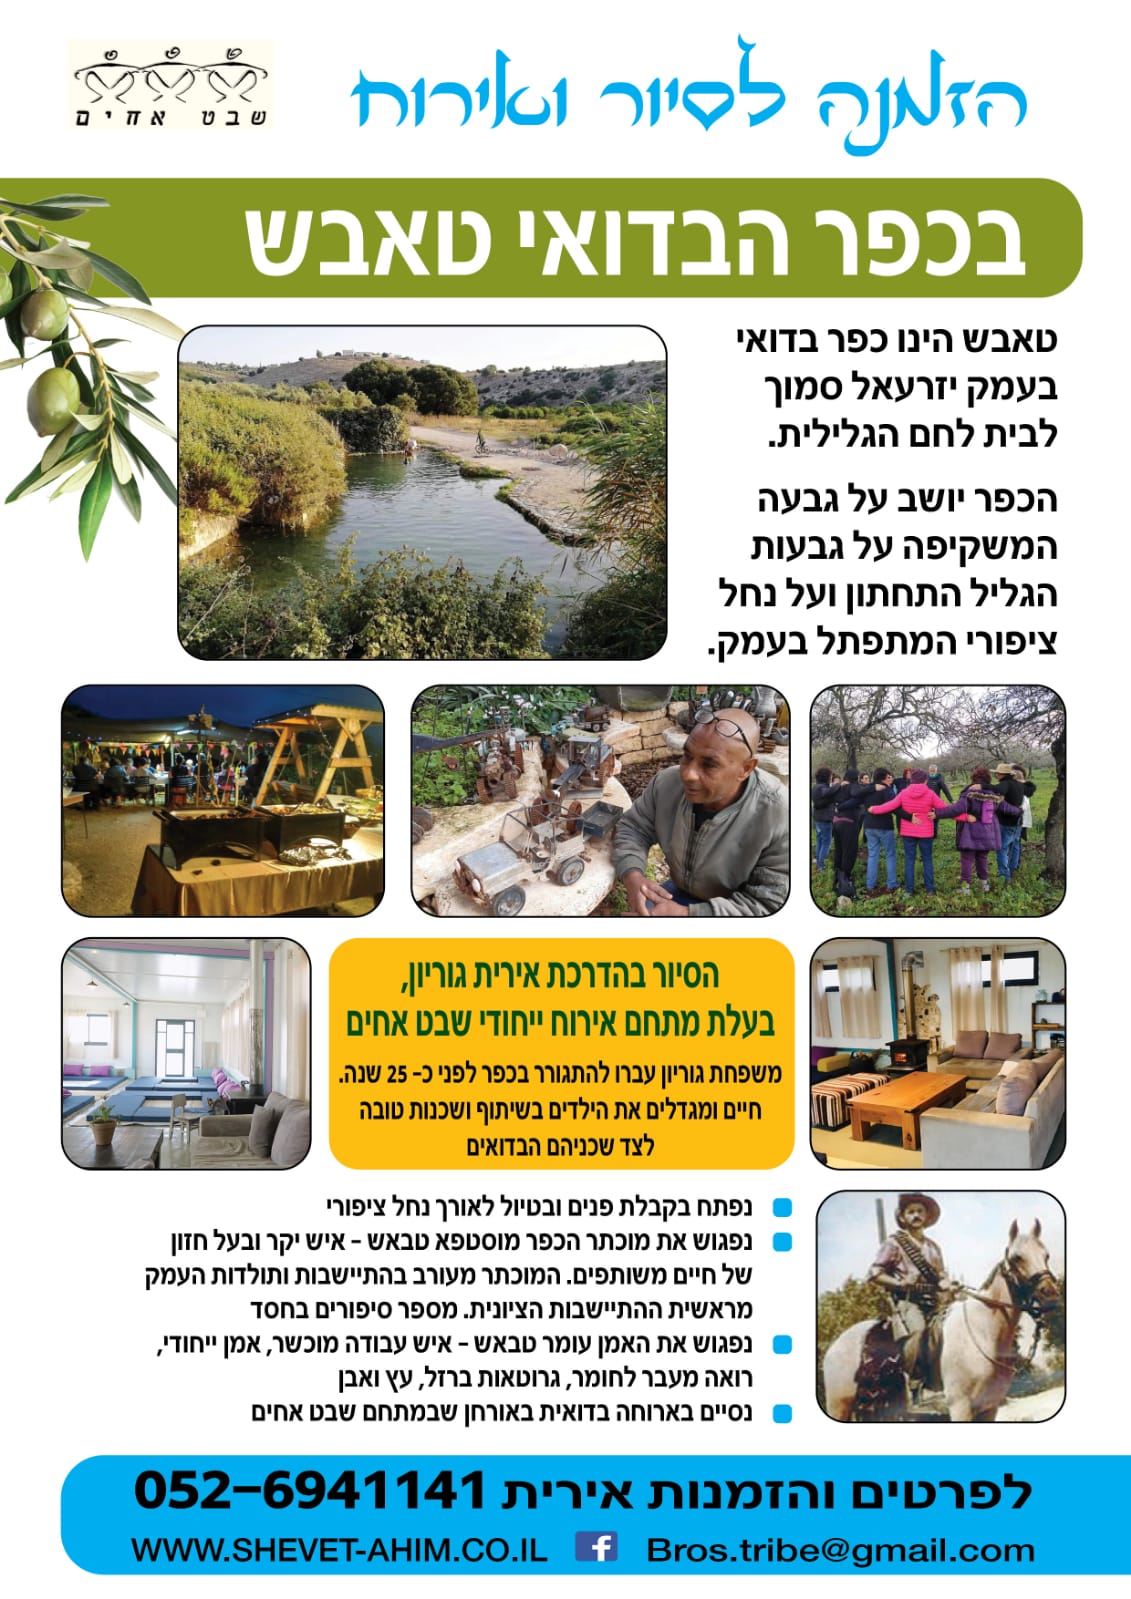 שבט אחים
הזמנה לסיור ואירוח
בכפר הבדואי טאבש
טאבש הינו כפר בדואי
בעמק יזרעאל סמוך
לבית לחם הגלילית.
הכפר יושב על גבעה
המשקיפה על גבעות
הגליל התחתון ועל נחל
ציפורי המתפתל בעמק.
הסיור בהדרכת אירית גוריון,
בעלת מתחם אירוח ייחודי שבט אחים
משפחת גוריון עברו להתגורר בכפר לפני כ- 25 שנה.
חיים ומגדלים את הילדים בשיתוף ושכנות טובה
לצד שכניהם הבדואים
נפתח בקבלת פנים ובטיול לאורך נחל ציפורי
נפגוש את מוכתר הכפר מוסטפא טבאש - איש יקר ובעל חזון
של חיים משותפים. המוכתר מעורב בהתיישבות ותולדות העמק
מראשית ההתיישבות הציונית. מספר סיפורים בחסד
נפגוש את האמן עומר טבאש - איש עבודה מוכשר, אמן ייחודי,
רואה מעבר לחומר, גרוטאות ברזל, עץ ואבן
נסיים בארוחה בדואית באורחן שבמתחם שבט אחים
לפרטים והזמנות אירית 052-6941141
WWW.SHEVET-AHIM.CO.IL f Bros.tribe@gmail.com